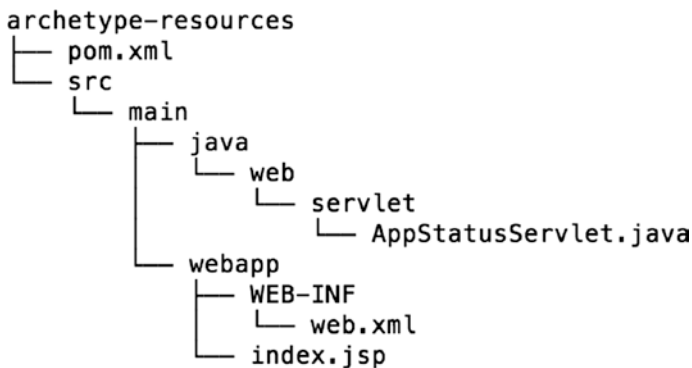 archetype-resources
├── pom.xml
└── src
    └── main
        ├── java
        │   └── web
        │       └── servlet
        │           └── AppStatusServlet.java
        └── webapp
            ├── WEB-INF
            │   └── web.xml
            └── index.jsp